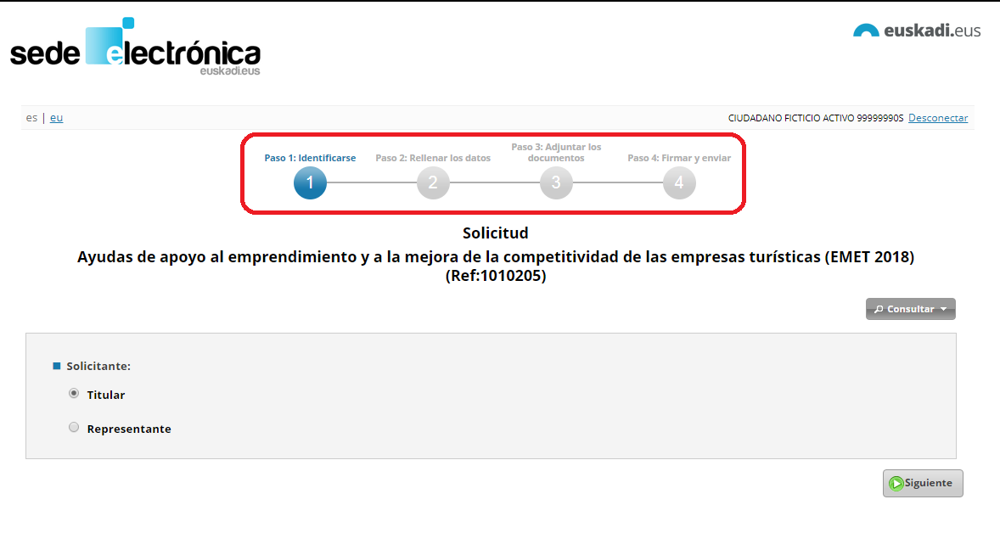 sede electrónica
euskadi.eus
euskadi.eus
es | eu
CIUDADANO FICTICIO ACTIVO 99999990S Desconectar
Paso 1: Identificarse
Paso 2: Rellenar los datos
Paso 3: Adjuntar los
documentos
Paso 4: Firmar y enviar
1
2
3
4
Solicitud
Ayudas de apoyo al emprendimiento y a la mejora de la competitividad de las empresas turísticas (EMET 2018)
(Ref:1010205)
Consultar
Solicitante:
Titular
Representante
Siguiente